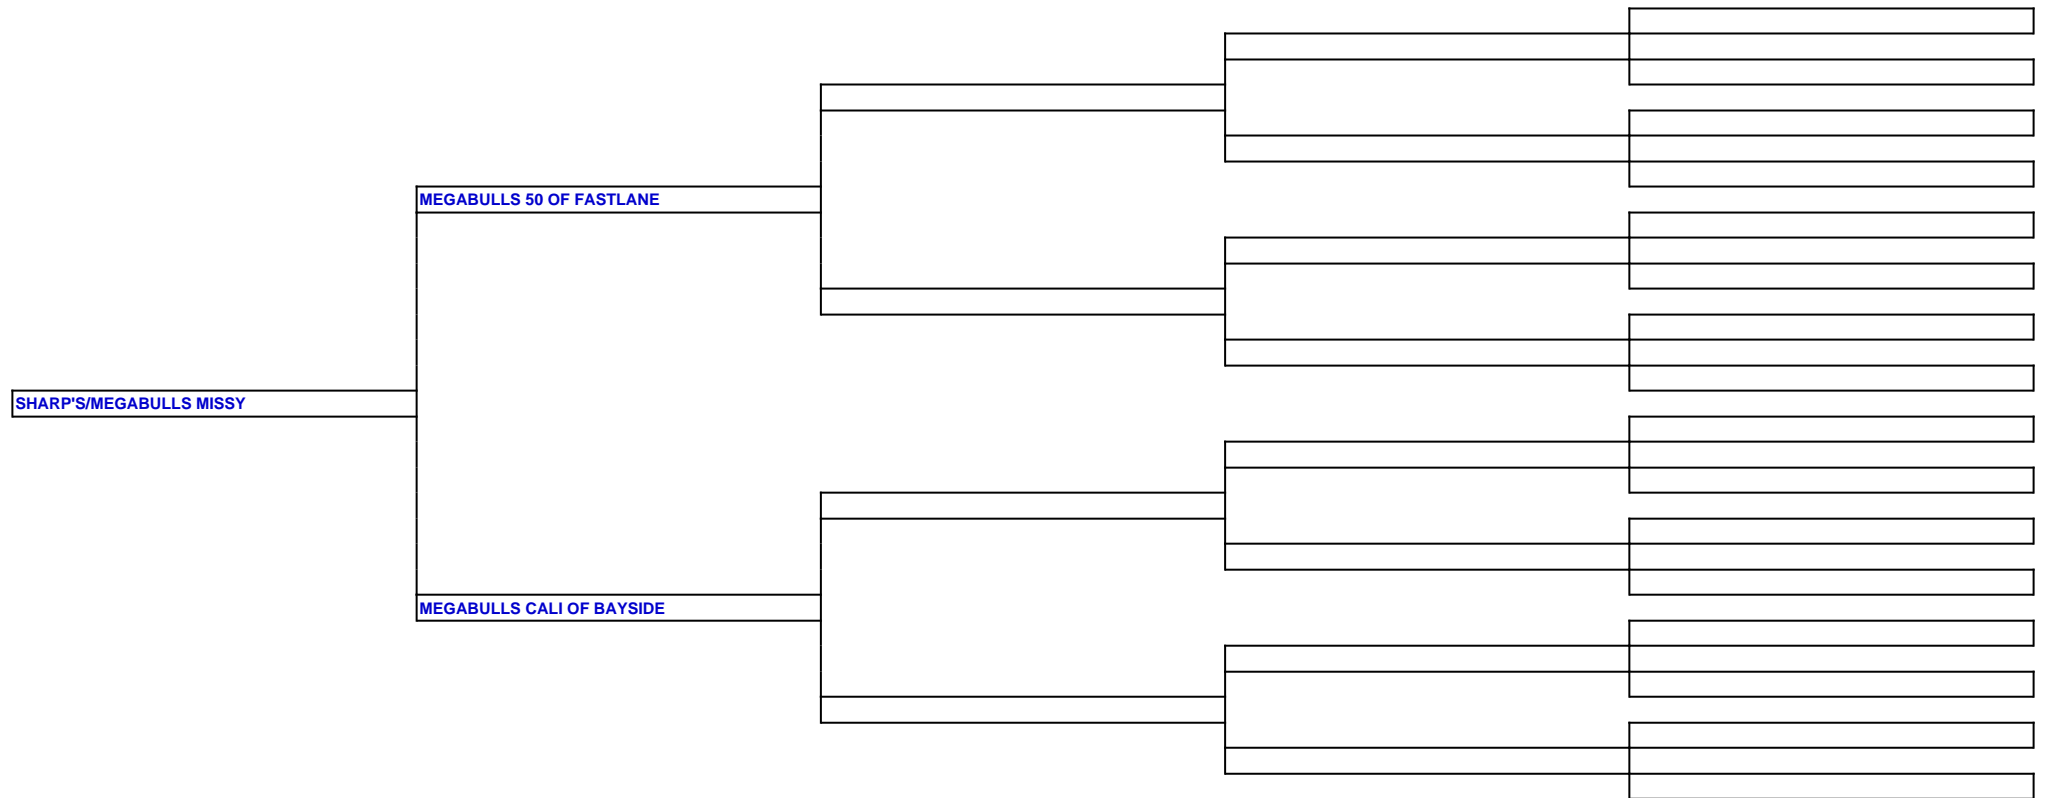 MEGABULLS 50 OF FASTLANE
SHARP'S/MEGABULLS MISSY
MEGABULLS CALI OF BAYSIDE